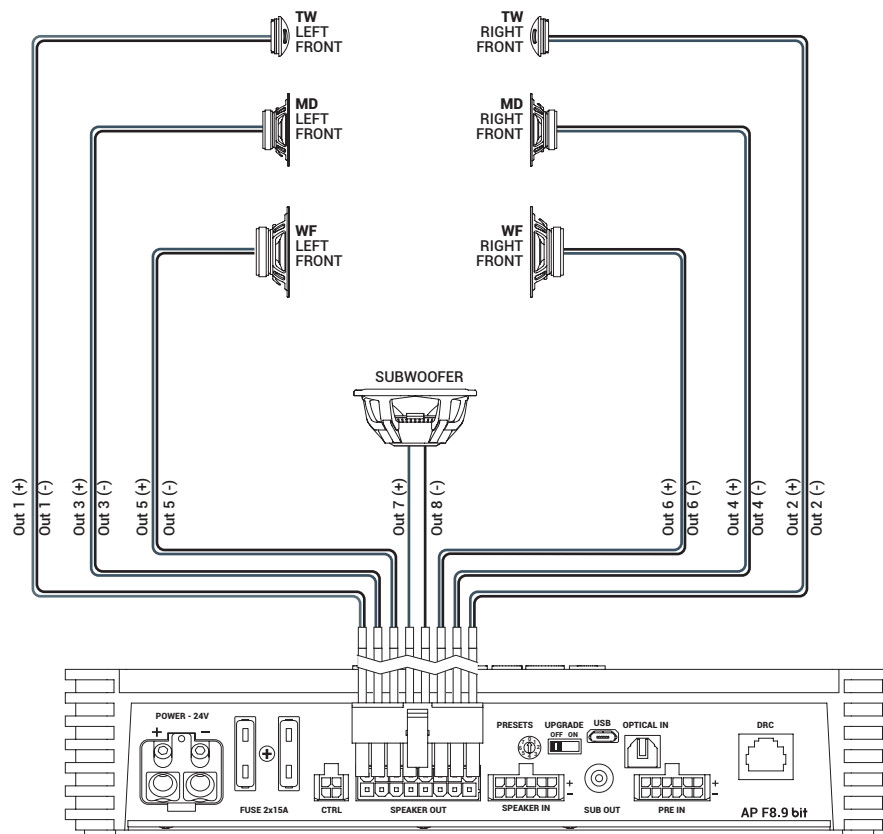 TW
LEFT
FRONT
TW
RIGHT
FRONT
MD
LEFT
FRONT
MD
RIGHT
FRONT
WF
LEFT
FRONT
WF
RIGHT
FRONT
SUBWOOFER
Out 1 (+)
Out 1 (-)
Out 3 (+)
Out 3 (-)
Out 5 (+)
Out 5 (-)
Out 7 (+)
Out 8 (-)
Out 6 (+)
Out 6 (-)
Out 4 (+)
Out 4 (-)
Out 2 (+)
Out 2 (-)
POWER - 24V
+ −
FUSE 2x15A
CTRL
SPEAKER OUT
PRESETS
UPGRADE
OFF ON
USB
OPTICAL IN
DRC
SPEAKER IN
+
−
SUB OUT
PRE IN
+
−
AP F8.9 bit